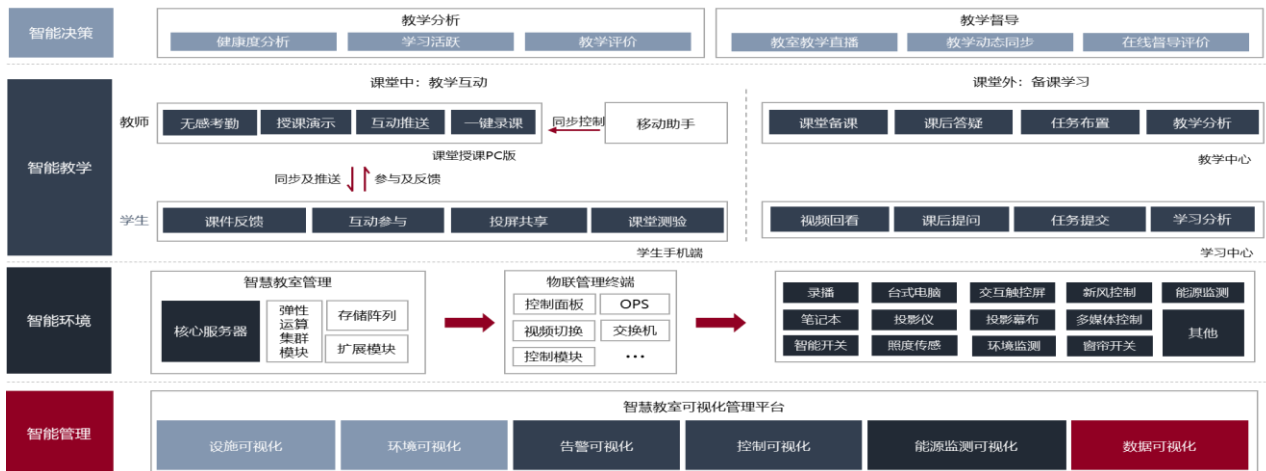 智能决策
教学分析
健康度分析 学习活跃 教学评价
教学督导
教室教学直播 教学动态同步 在线督导评价
智能教学
课堂中：教学互动
课堂外：备课学习
教师
无感考勤 授课演示 互动推送 一键录课
同步控制
移动助手
课堂授课PC版
课堂备课 课后答疑 任务布置 教学分析
教学中心
同步及推送 参与及反馈
学生
课件反馈 互动参与 投屏共享 课堂测验
学生手机端
视频回看 课后提问 任务提交 学习分析
学习中心
智能环境
智慧教室管理
核心服务器
弹性
运算
集群
模块
存储阵列
扩展模块
物联管理终端
控制面板 OPS
视频切换 交换机
控制模块 •••
录播 台式电脑 交互触控屏 新风控制 能源监测
笔记本 投影仪 投影幕布 多媒体控制 其他
智能开关 照度传感 环境监测 窗帘开关
智能管理
智慧教室可视化管理平台
设施可视化 环境可视化 告警可视化 控制可视化 能源监测可视化 数据可视化